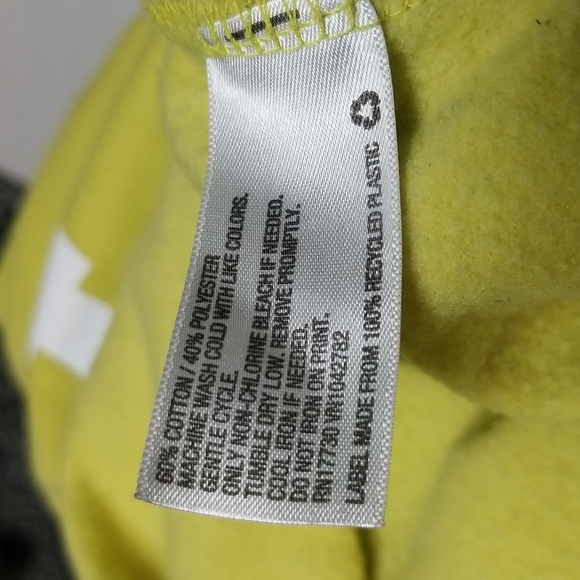 60% COTTON / 40% POLYESTER
MACHINE WASH COLD WITH LIKE COLORS.
GENTLE CYCLE.
ONLY NON-CHLORINE BLEACH IF NEEDED.
TUMBLE DRY LOW. REMOVE PROMPTLY.
COOL IRON IF NEEDED.
DO NOT IRON ON PRINT.
RN17730 VR1042782
LABEL MADE FROM 100% RECYCLED PLASTIC